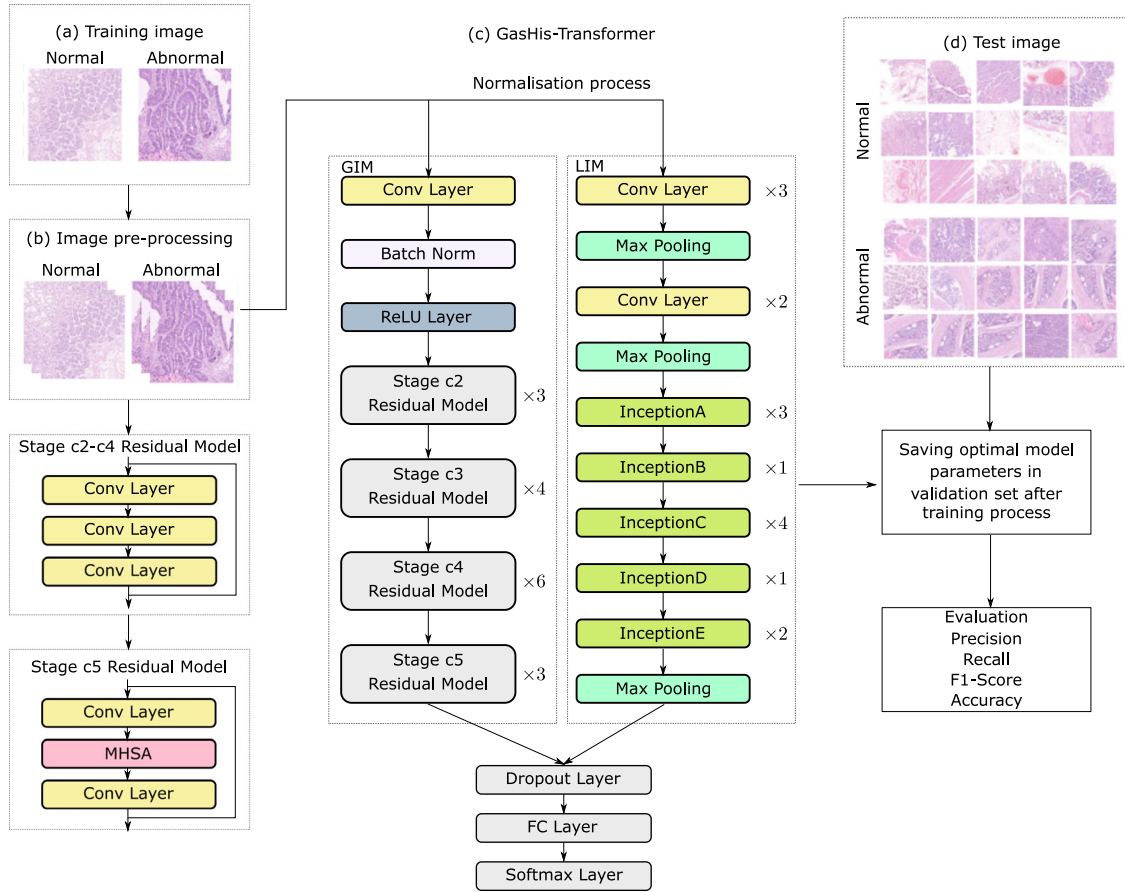 (a) Training image
Normal
Abnormal
(b) Image pre-processing
Normal
Abnormal
Stage c2-c4 Residual Model
Conv Layer
Conv Layer
Conv Layer
Stage c5 Residual Model
Conv Layer
MHSA
Conv Layer
(c) GasHis-Transformer
Normalisation process
GIM
Conv Layer
Batch Norm
ReLU Layer
Stage c2
Residual Model
×3
Stage c3
Residual Model
×4
Stage c4
Residual Model
×6
Stage c5
Residual Model
×3
LIM
Conv Layer
×3
Max Pooling
Conv Layer
×2
Max Pooling
InceptionA
×3
InceptionB
×1
InceptionC
×4
InceptionD
×1
InceptionE
×2
Max Pooling
Dropout Layer
FC Layer
Softmax Layer
(d) Test image
Normal
Abnormal
Saving optimal model
parameters in
validation set after
training process
Evaluation
Precision
Recall
F1-Score
Accuracy